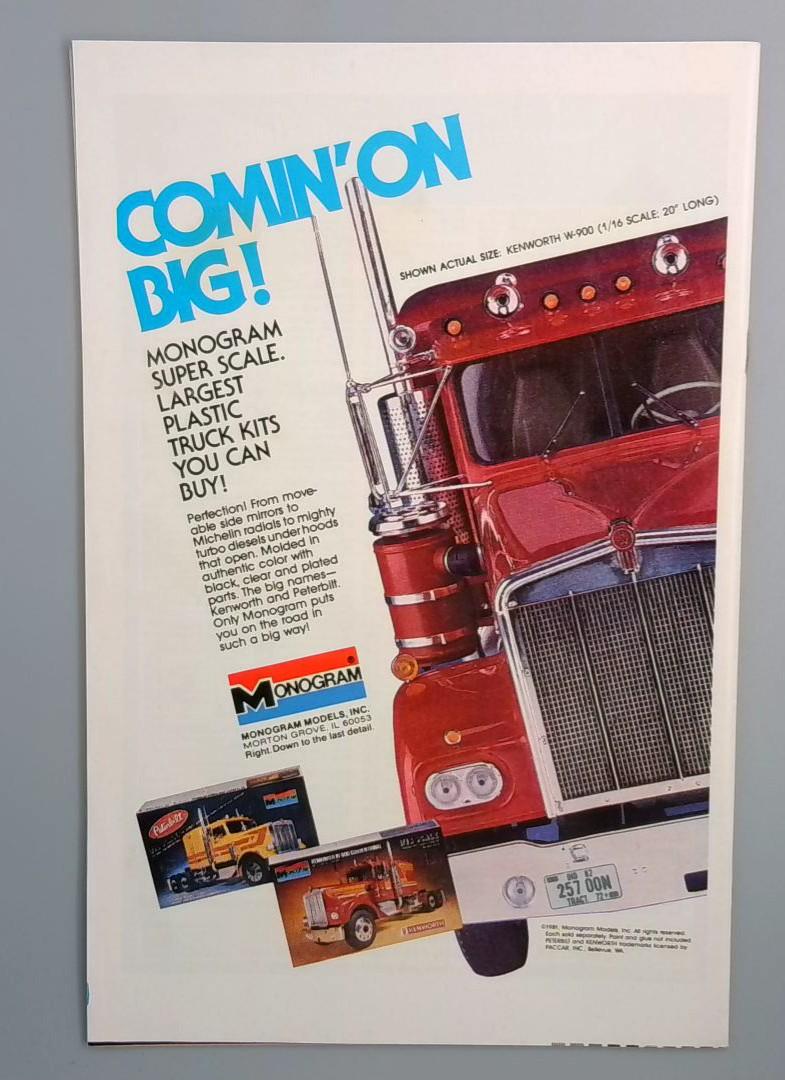 COMIN' ON
BIG!
SHOWN ACTUAL SIZE: KENWORTH W-900 (1/16 SCALE; 20" LONG)
MONOGRAM
SUPER SCALE.
LARGEST
PLASTIC
TRUCK KITS
YOU CAN
BUY!
Perfection! From move-
able side mirrors to
Michelin radials to mighty
turbo diesels under hoods
that open. Molded in
authentic color with
black, clear and plated
parts. The big names—
Kenworth and Peterbilt.
Only Monogram puts
you on the road in
such a big way!
MONOGRAM®
MONOGRAM MODELS, INC.
MORTON GROVE, IL 60053
Right Down to the last detail.
Peterbilt
KENWORTH
IND 82
257 00N
TRACT 72
©1981, Monogram Models, Inc. All rights reserved.
Each sold separately. Paint and glue not included.
PETERBILT and KENWORTH trademarks licensed by
PACCAR, INC., Bellevue, WA.